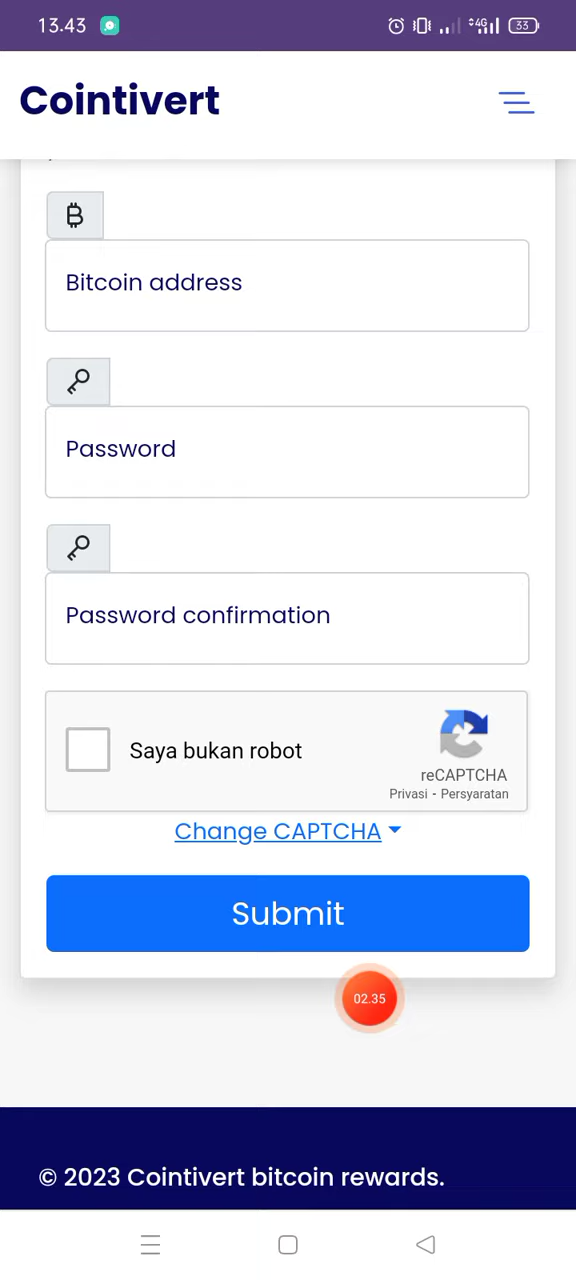 13.43
4G
33
Cointivert
Bitcoin address
Password
Password confirmation
Saya bukan robot
reCAPTCHA
Privasi - Persyaratan
Change CAPTCHA
Submit
02.35
© 2023 Cointivert bitcoin rewards.